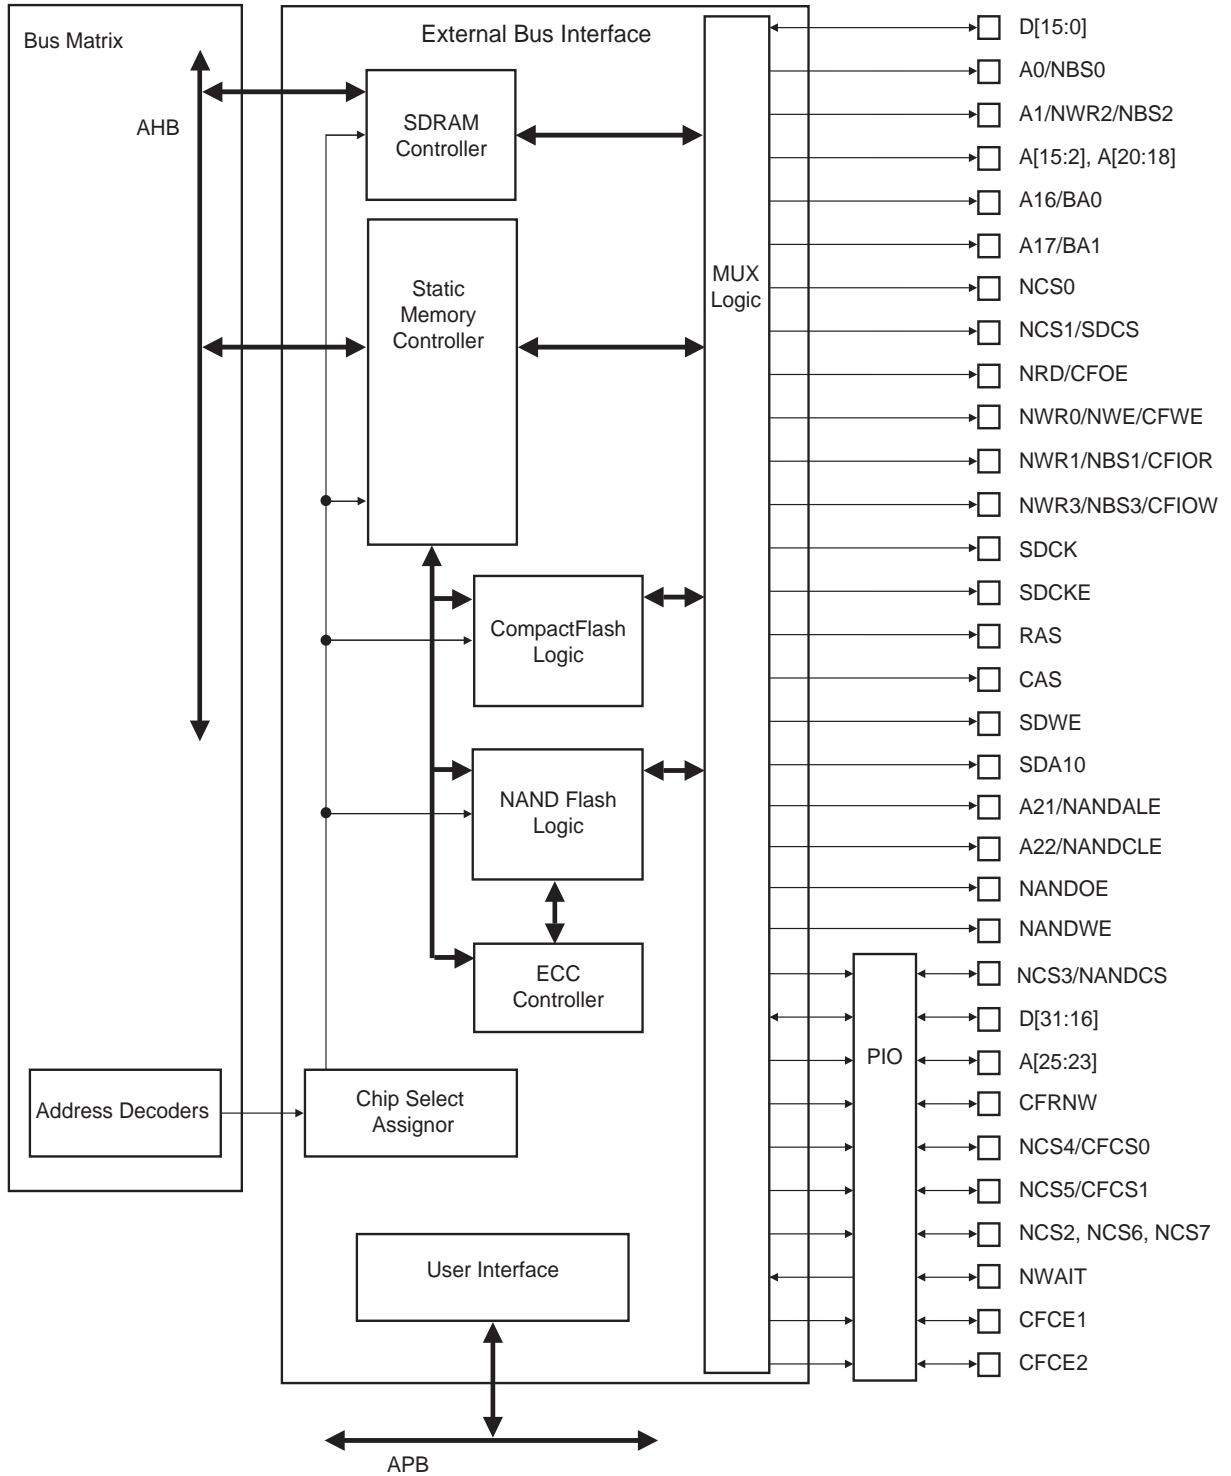 Bus Matrix
AHB
Address Decoders
External Bus Interface
SDRAM
Controller
Static
Memory
Controller
CompactFlash
Logic
NAND Flash
Logic
ECC
Controller
Chip Select
Assignor
User Interface
APB
MUX
Logic
PIO
D[15:0]
A0/NBS0
A1/NWR2/NBS2
A[15:2], A[20:18]
A16/BA0
A17/BA1
NCS0
NCS1/SDCS
NRD/CFOE
NWR0/NWE/CFWE
NWR1/NBS1/CFIOR
NWR3/NBS3/CFIOW
SDCK
SDCKE
RAS
CAS
SDWE
SDA10
A21/NANDALE
A22/NANDCLE
NANDOE
NANDWE
NCS3/NANDCS
D[31:16]
A[25:23]
CFRNW
NCS4/CFCS0
NCS5/CFCS1
NCS2, NCS6, NCS7
NWAIT
CFCE1
CFCE2